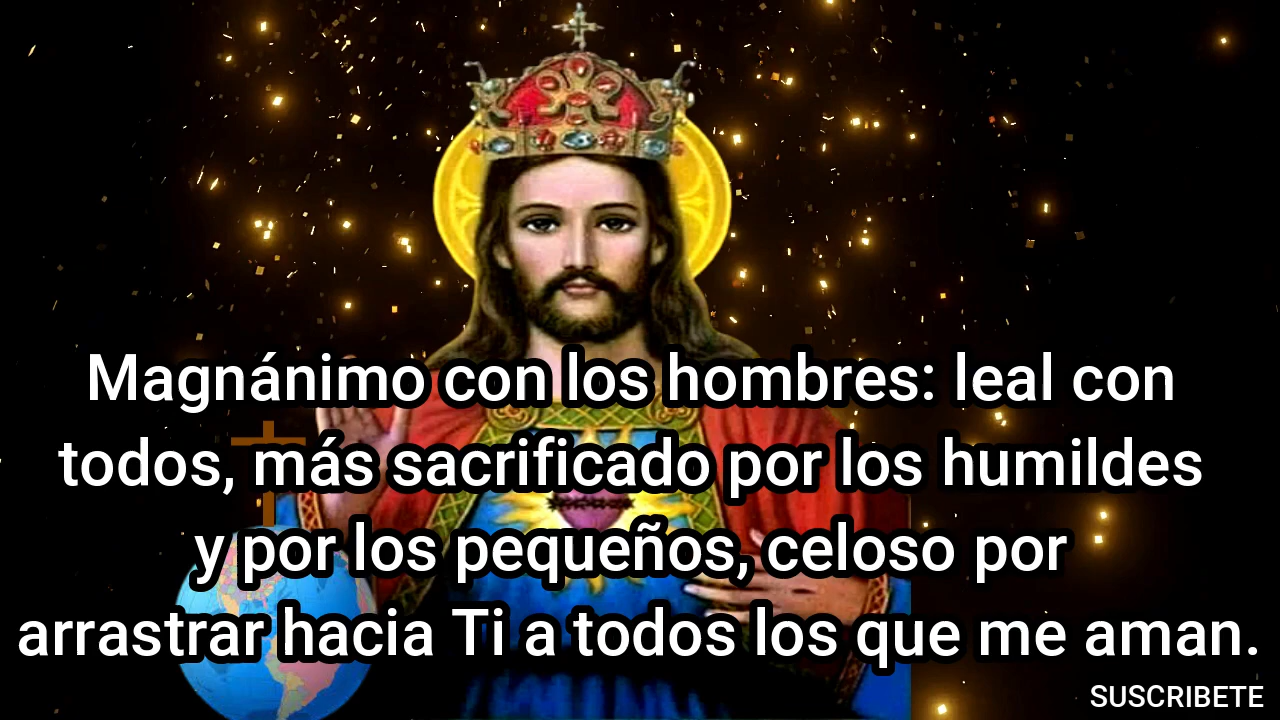 Magnánimo con los hombres: leal con
todos, más sacrificado por los humildes
y por los pequeños, celoso por
arrastrar hacia Ti a todos los que me aman.
SUSCRIBETE